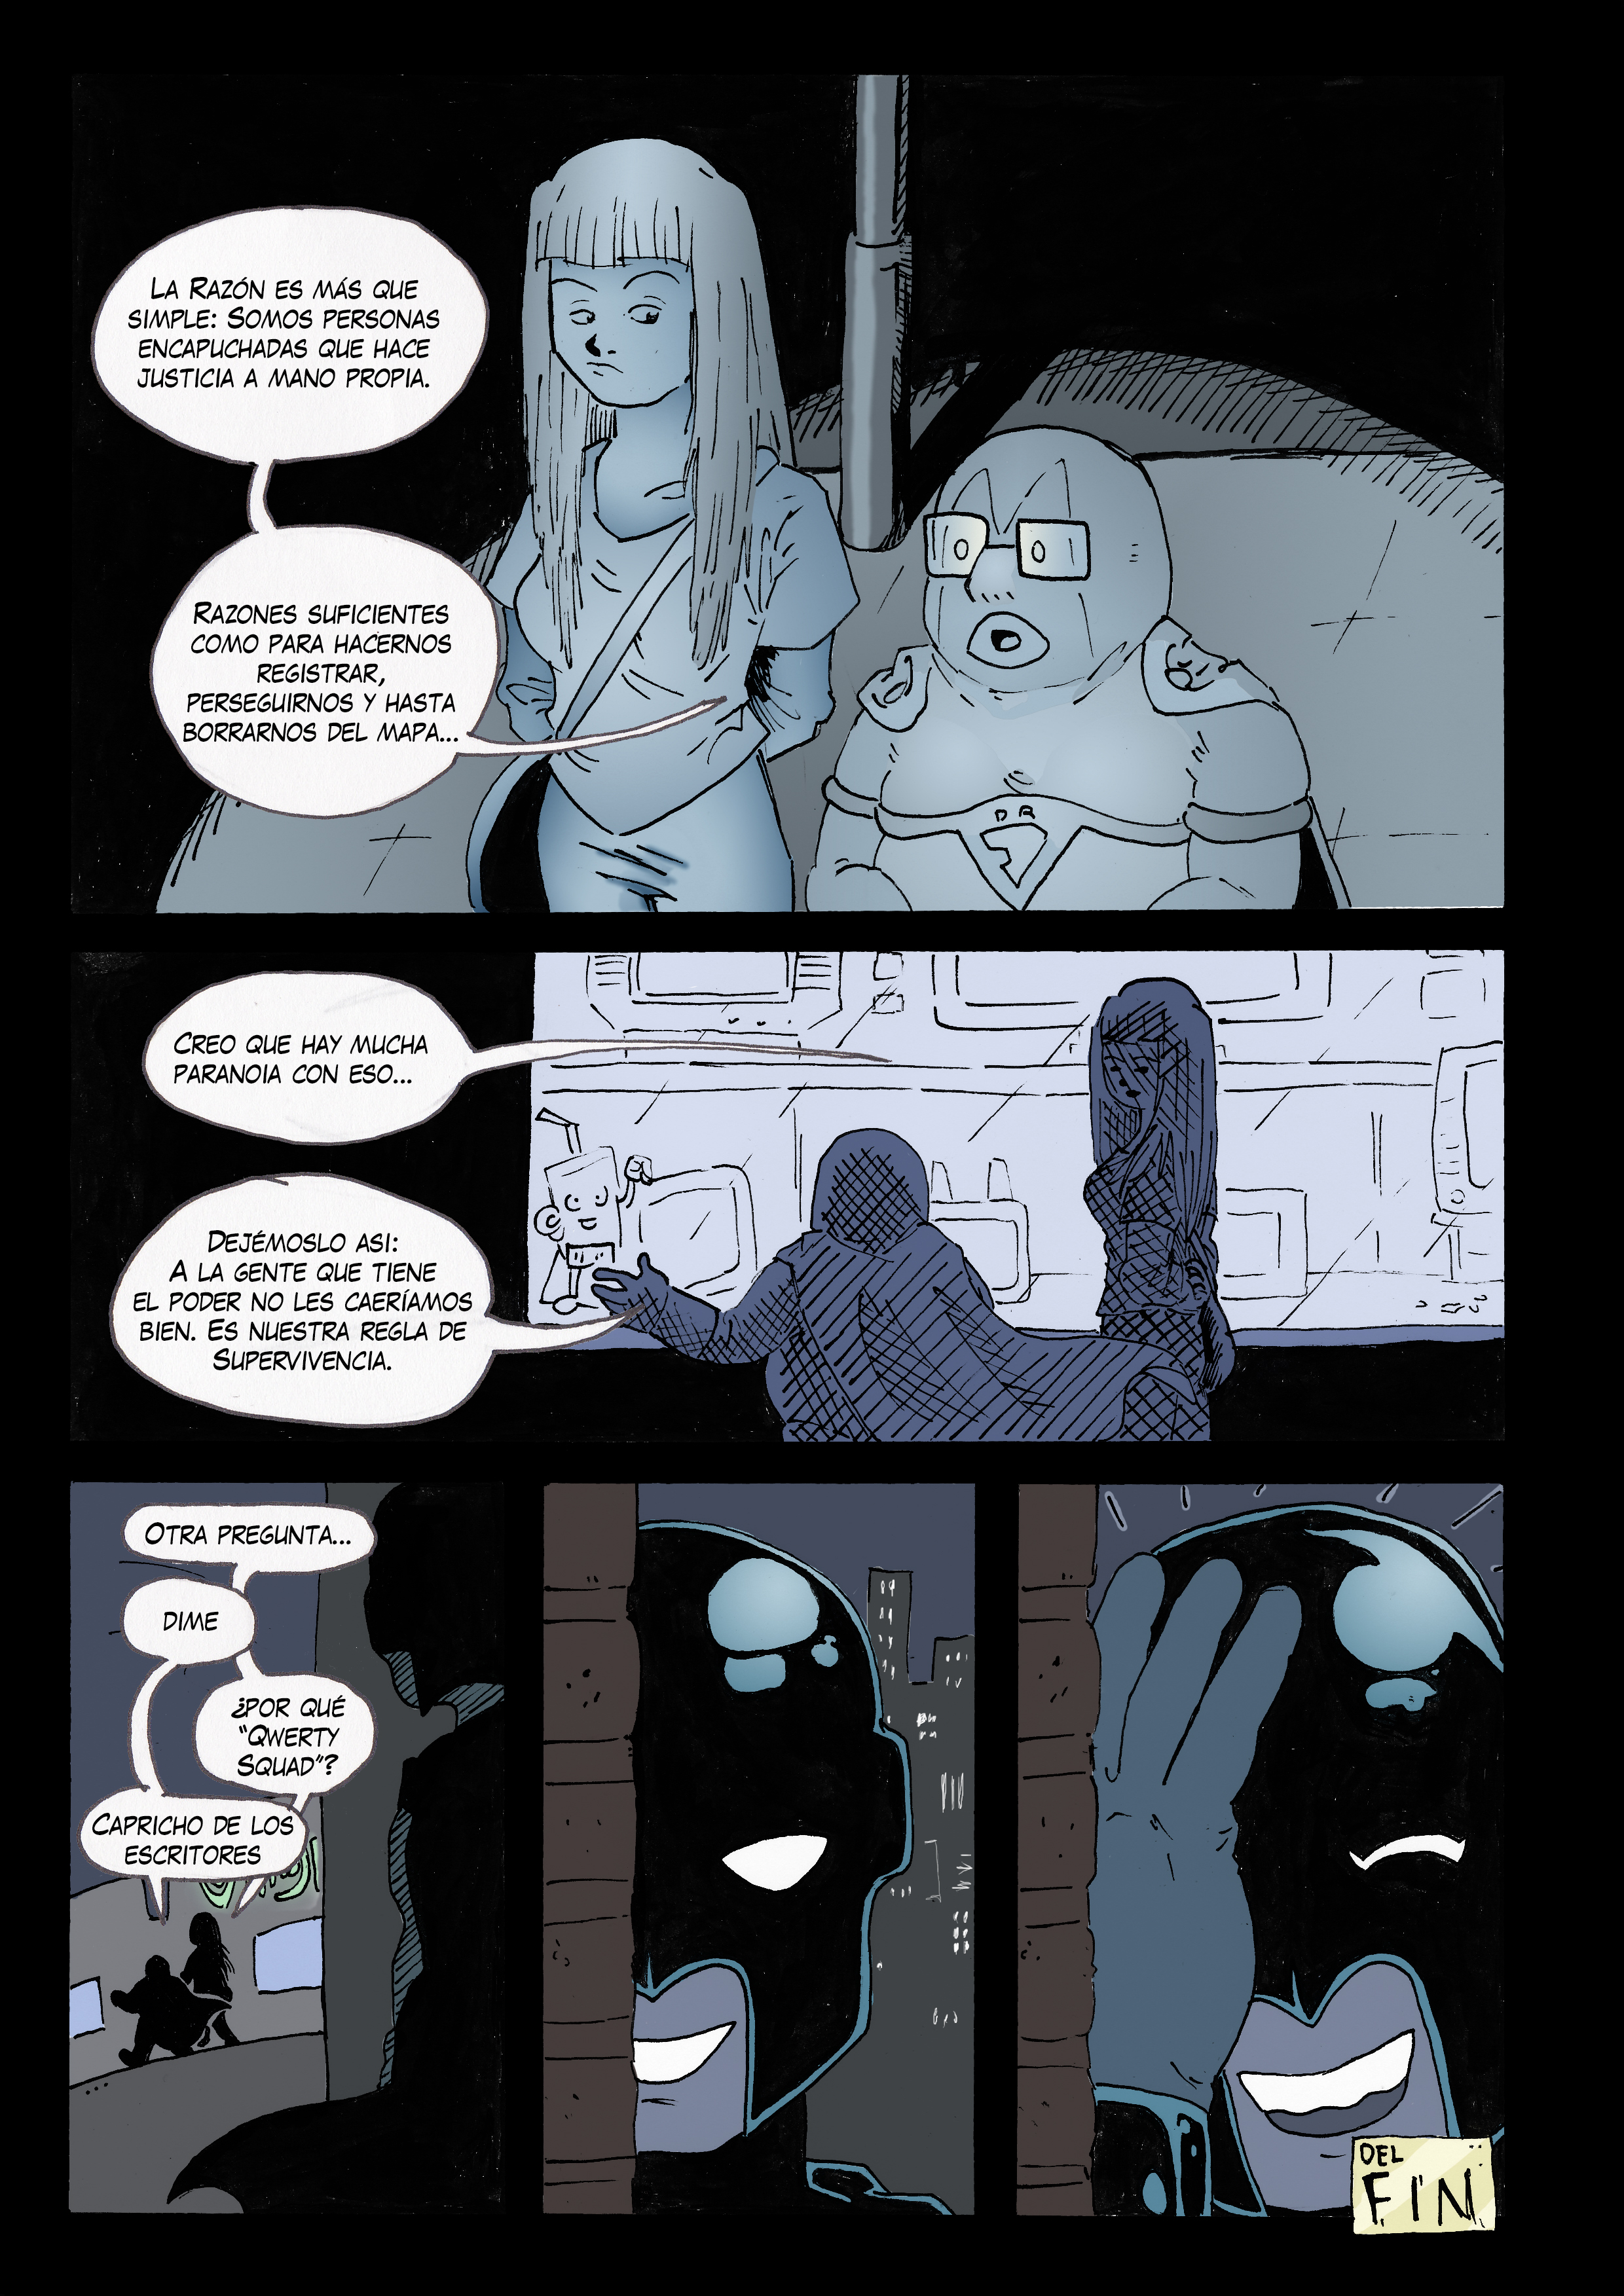 La Razón es más que
simple: Somos personas
encapuchadas que hace
justicia a mano propia.
Razones suficientes
como para hacernos
registrar,
perseguirnos y hasta
borrarnos del mapa...
DR
Creo que hay mucha
paranoia con eso...
Dejémoslo asi:
A la gente que tiene
el poder no les caeríamos
bien. Es nuestra regla de
Supervivencia.
Otra pregunta...
dime
¿Por qué
"Qwerty
Squad"?
Capricho de los
escritores
DEL
FIN